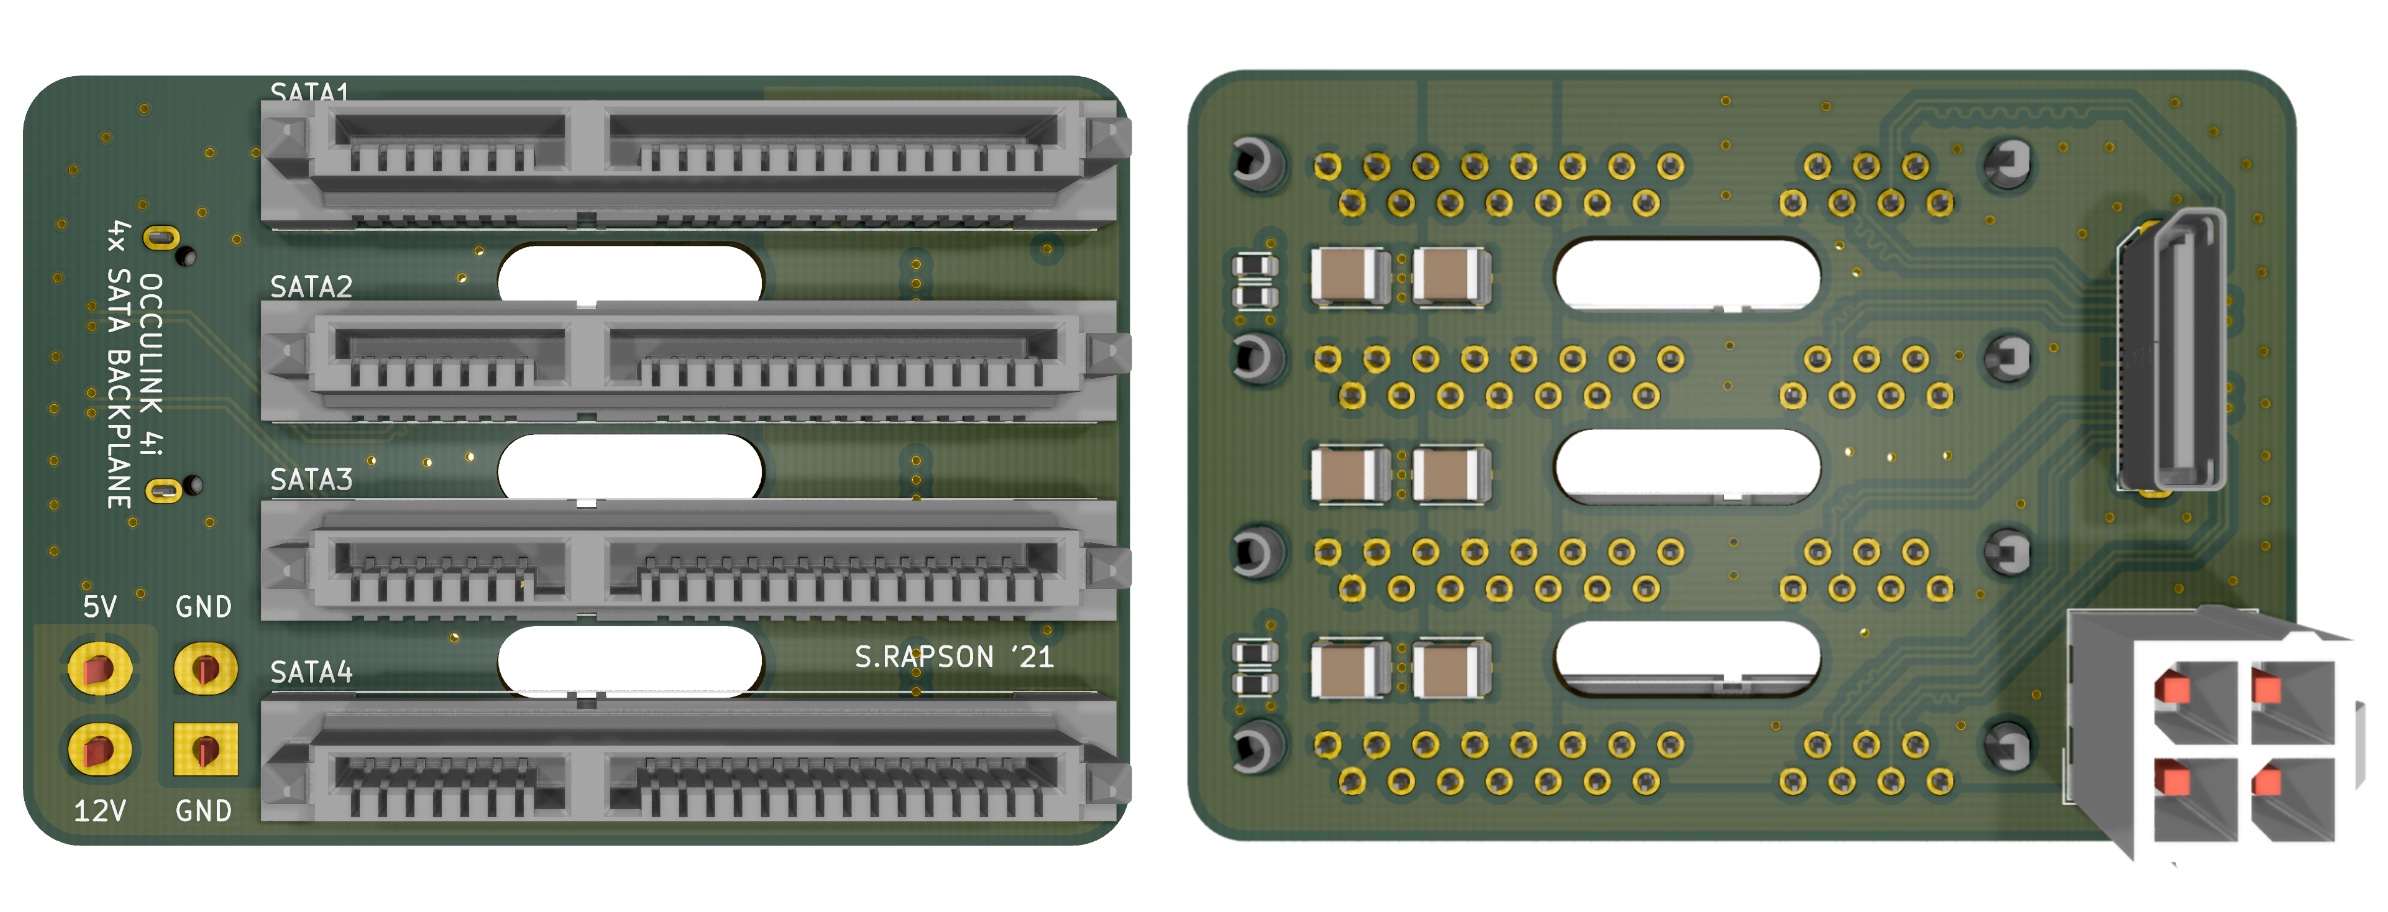 SATA1
SATA2
SATA3
SATA4
OCCULINK 4i
4x SATA BACKPLANE
5V
GND
12V
GND
S.RAPSON '21